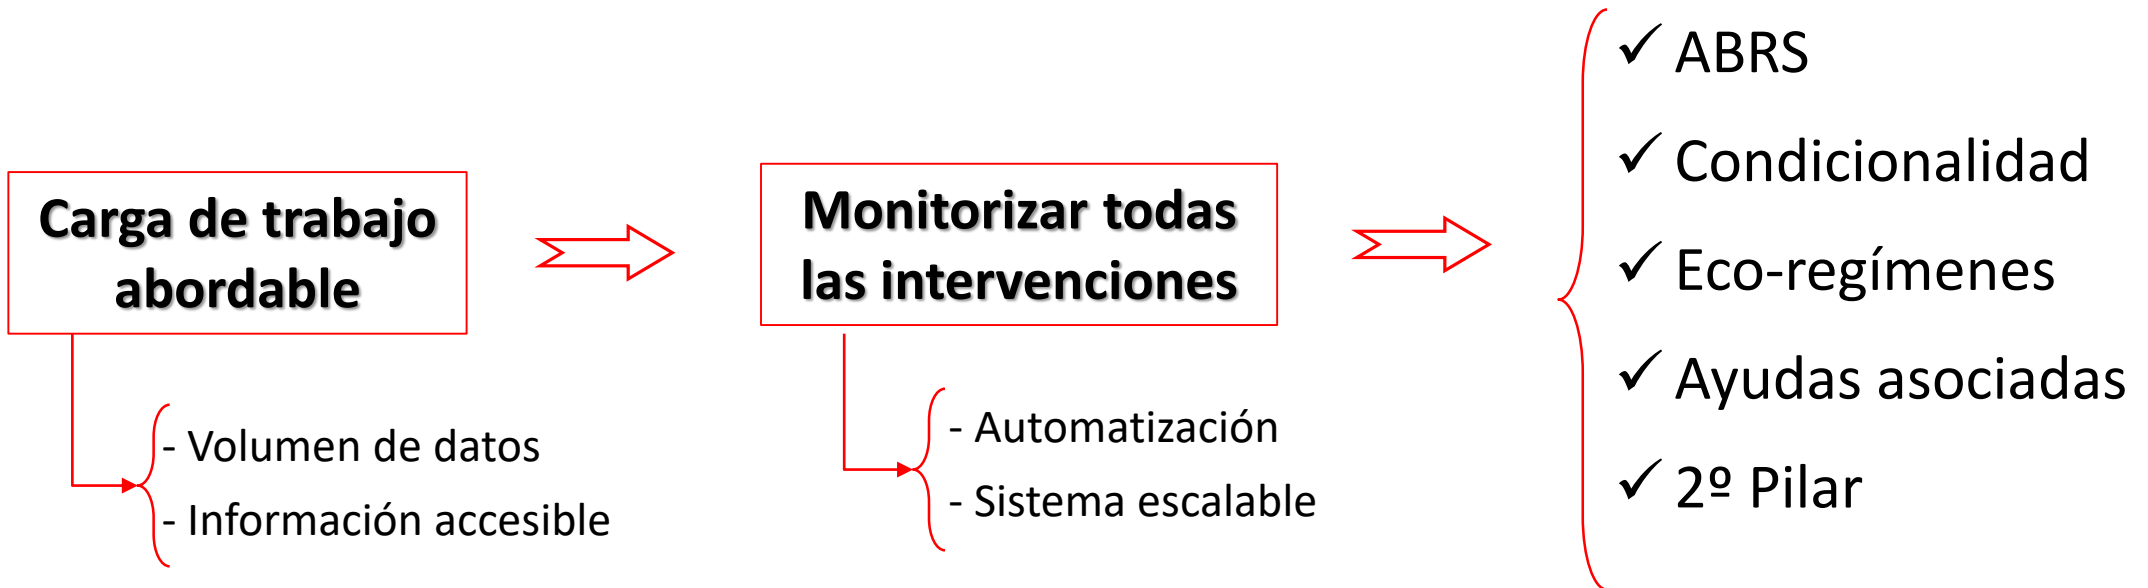 Carga de trabajo
abordable
- Volumen de datos
- Información accesible
Monitorizar todas
las intervenciones
- Automatización
- Sistema escalable
✓ ABRS
✓ Condicionalidad
✓ Eco-regímenes
✓ Ayudas asociadas
✓ 2º Pilar